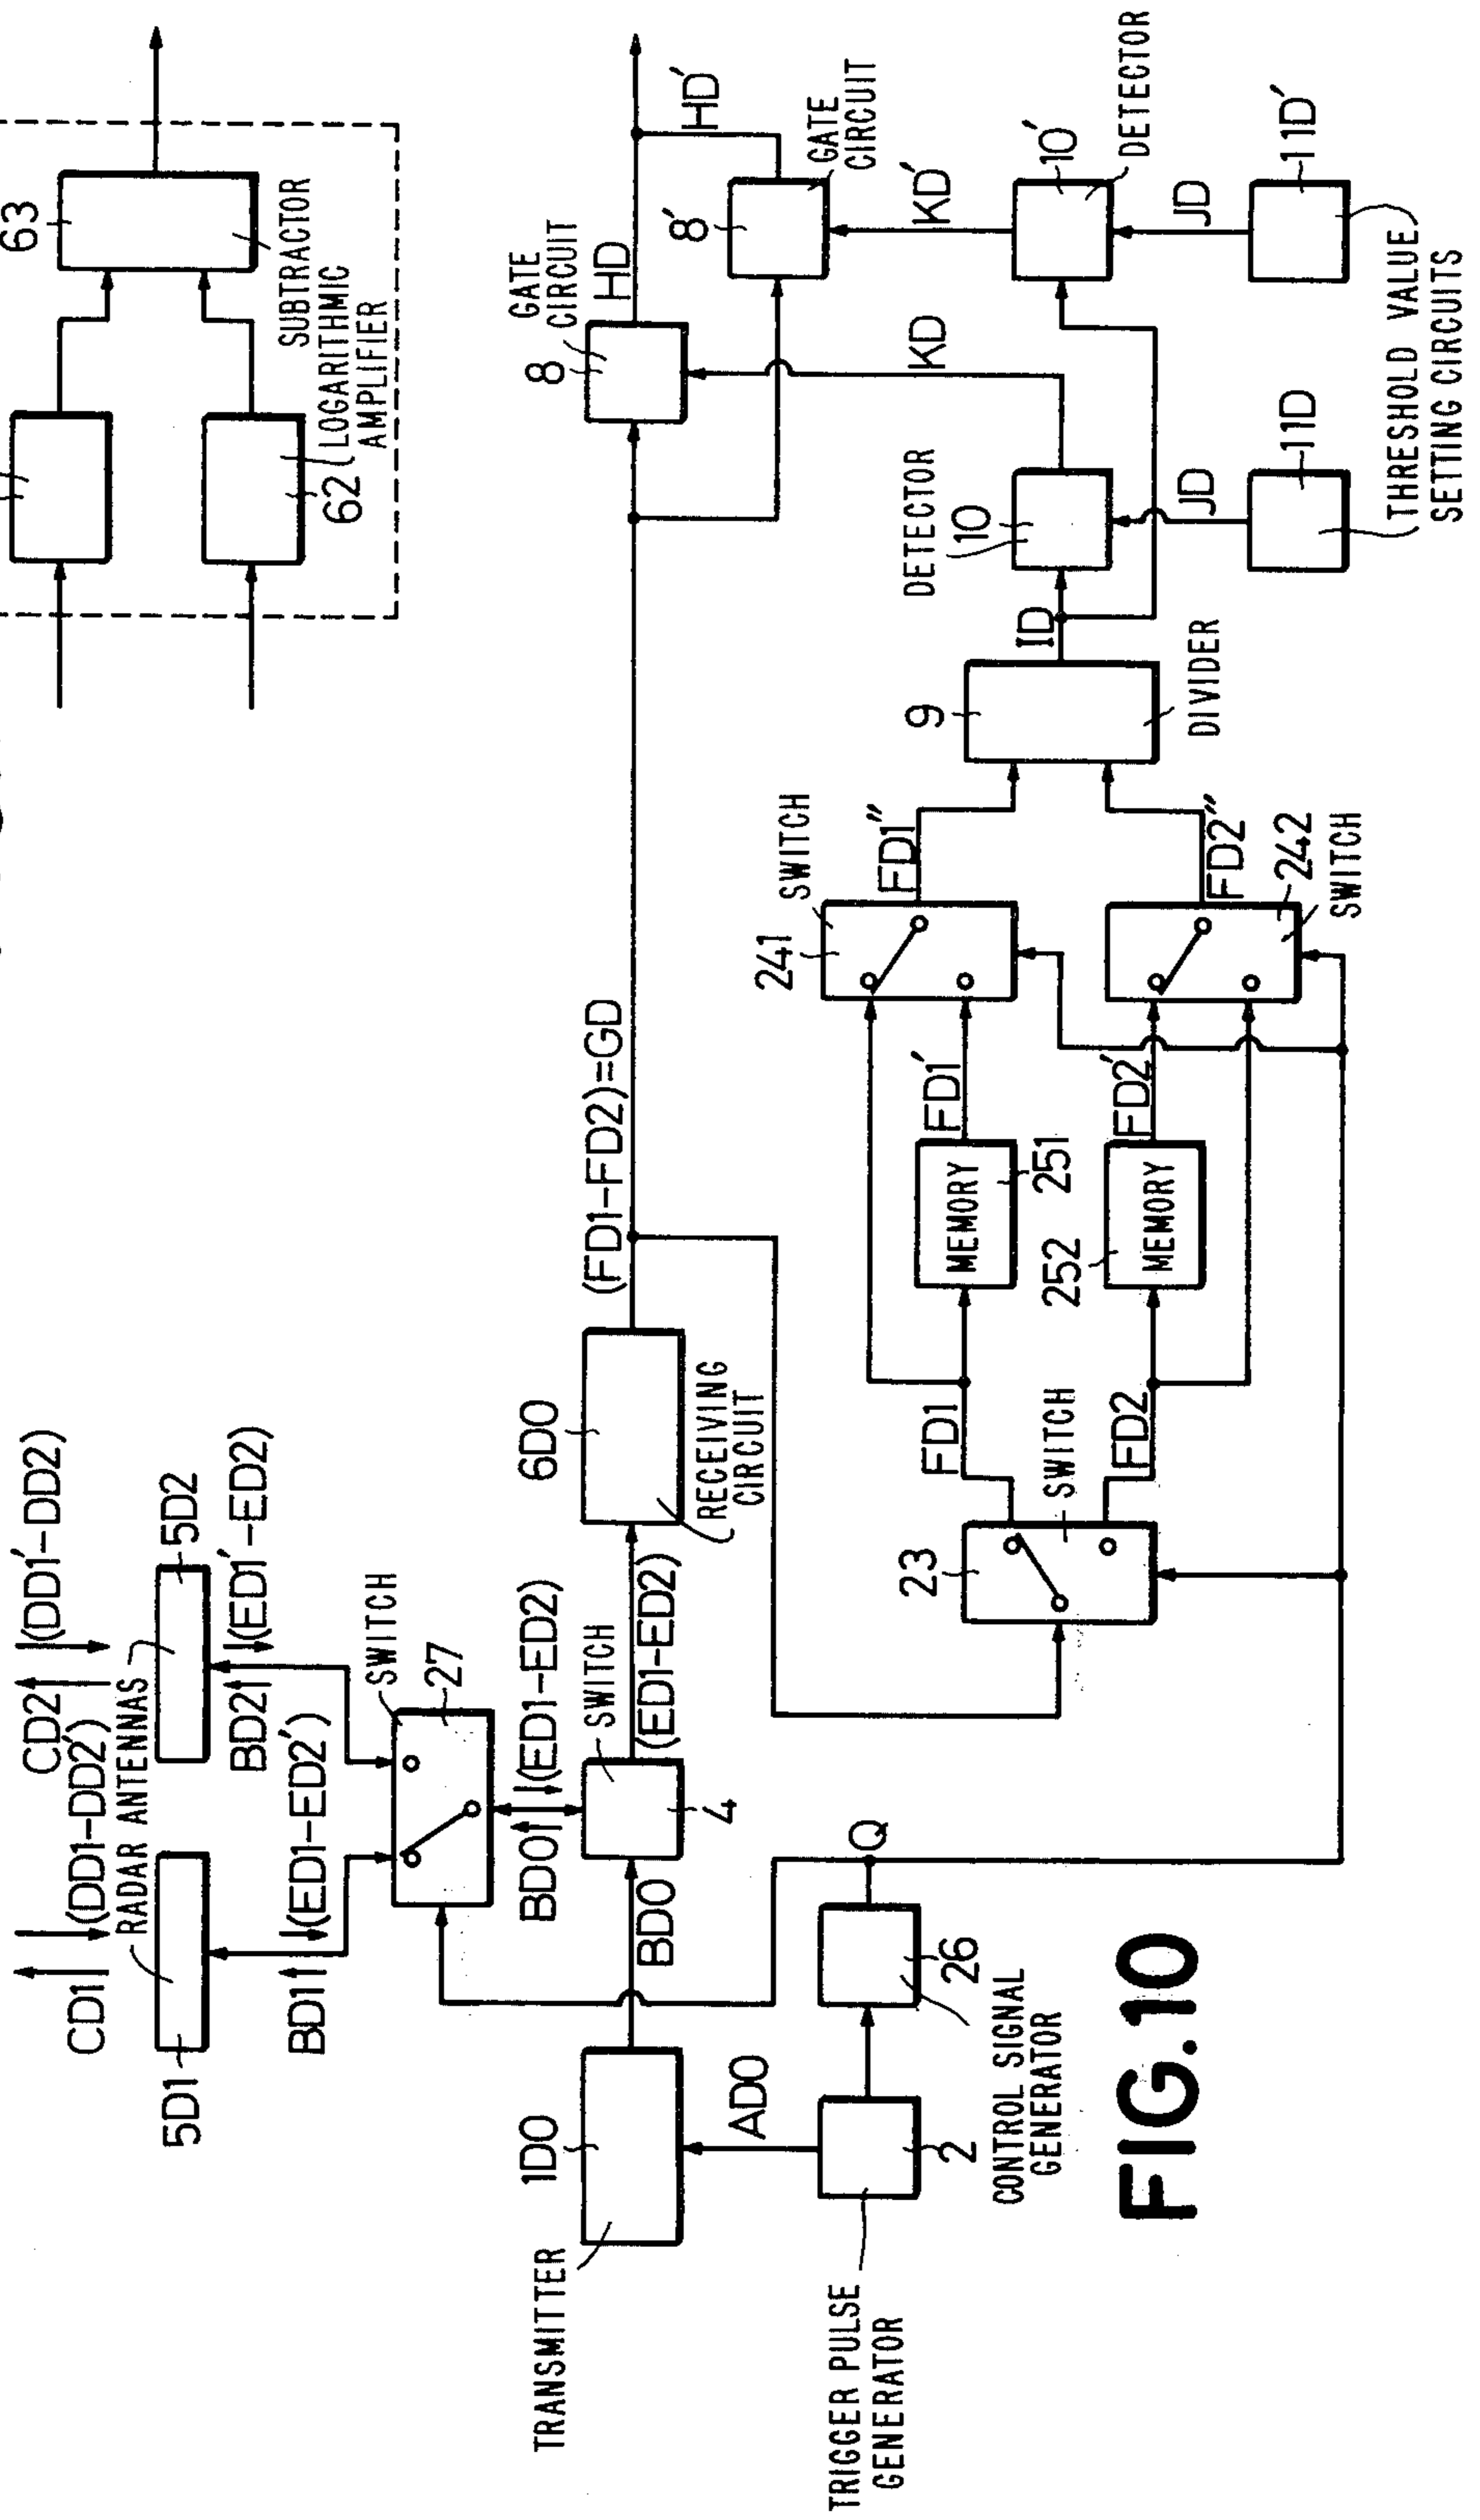 63
SUBTRACTOR
LOGARITHMIC
AMPLIFIER
62
CD1
(DD1-DD2')
CD2
(DD1'-DD2)
5D1
RADAR ANTENNAS
5D2
BD1
(ED1-ED2')
BD2
(ED1'-ED2)
SWITCH
27
BD0
(ED1-ED2)
TRANSMITTER
1D0
BD0
SWITCH
4
(ED1-ED2)
6D0
RECEIVING
CIRCUIT
(FD1-FD2)=GD
8
GATE
CIRCUIT
HD
HD'
8'
GATE
CIRCUIT
AD0
TRIGGER PULSE
GENERATOR
2
26
CONTROL SIGNAL
GENERATOR
Q
23
SWITCH
FD1
FD2
MEMORY
251
252
MEMORY
FD1'
FD2'
241
SWITCH
FD1"
FD2"
242
SWITCH
9
DIVIDER
ID
DETECTOR
10
KD
KD'
10'
DETECTOR
JD
11D
JD
11D'
THRESHOLD VALUE
SETTING CIRCUITS
FIG.10